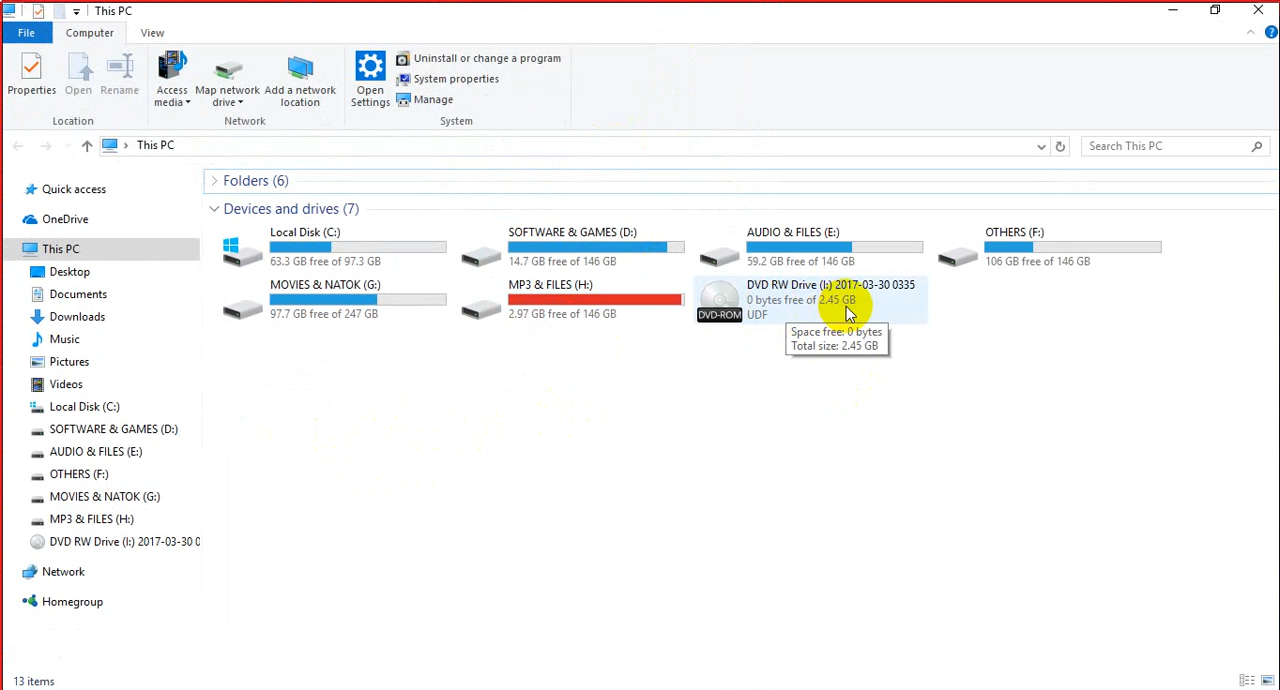 This PC
File
Computer
View
Properties
Open
Rename
Access media
Map network drive
Add a network location
Open Settings
Uninstall or change a program
System properties
Manage
Location
Network
System
This PC
Search This PC
Quick access
OneDrive
This PC
Desktop
Documents
Downloads
Music
Pictures
Videos
Local Disk (C:)
SOFTWARE & GAMES (D:)
AUDIO & FILES (E:)
OTHERS (F:)
MOVIES & NATOK (G:)
MP3 & FILES (H:)
DVD RW Drive (I:) 2017-03-30 0
Network
Homegroup
Folders (6)
Devices and drives (7)
Local Disk (C:)
63.3 GB free of 97.3 GB
SOFTWARE & GAMES (D:)
14.7 GB free of 146 GB
AUDIO & FILES (E:)
59.2 GB free of 146 GB
OTHERS (F:)
106 GB free of 146 GB
MOVIES & NATOK (G:)
97.7 GB free of 247 GB
MP3 & FILES (H:)
2.97 GB free of 146 GB
DVD RW Drive (I:) 2017-03-30 0335
0 bytes free of 2.45 GB
UDF
DVD-ROM
Space free: 0 bytes
Total size: 2.45 GB
13 items